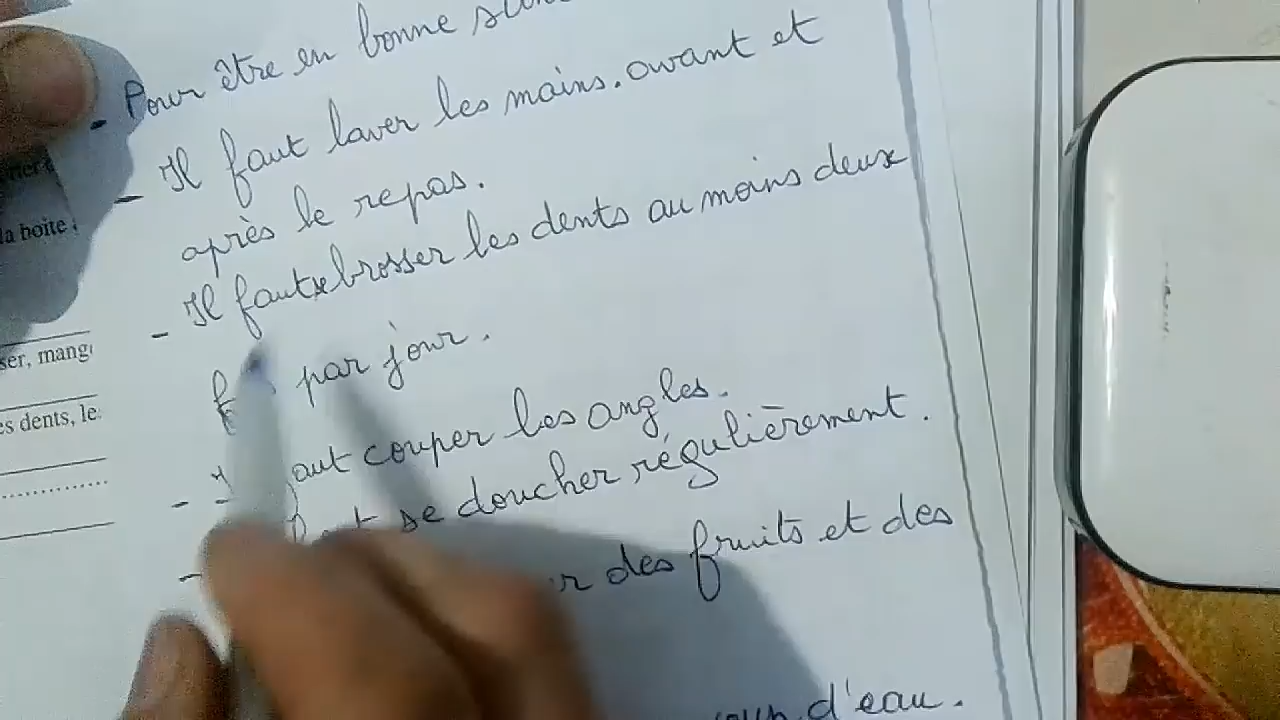 - Pour être en bonne
- Il faut laver les mains. avant et
après le repas.
- Il faut se brosser les dents au moins deux
par jour.
- couper les angles.
- se doucher régulièrement.
des fruits et des
d'eau.
la boite
ser, mang
es dents, le